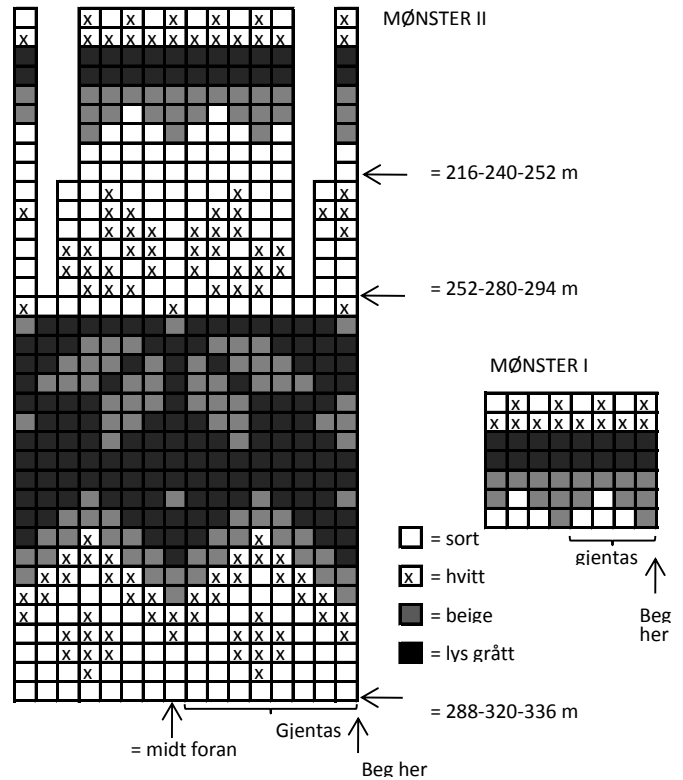 MØNSTER II
= 216-240-252 m
= 252-280-294 m
MØNSTER I
gjentas
Beg
her
= sort
x = hvitt
= beige
= lys grått
= 288-320-336 m
Gjentas
= midt foran
Beg her